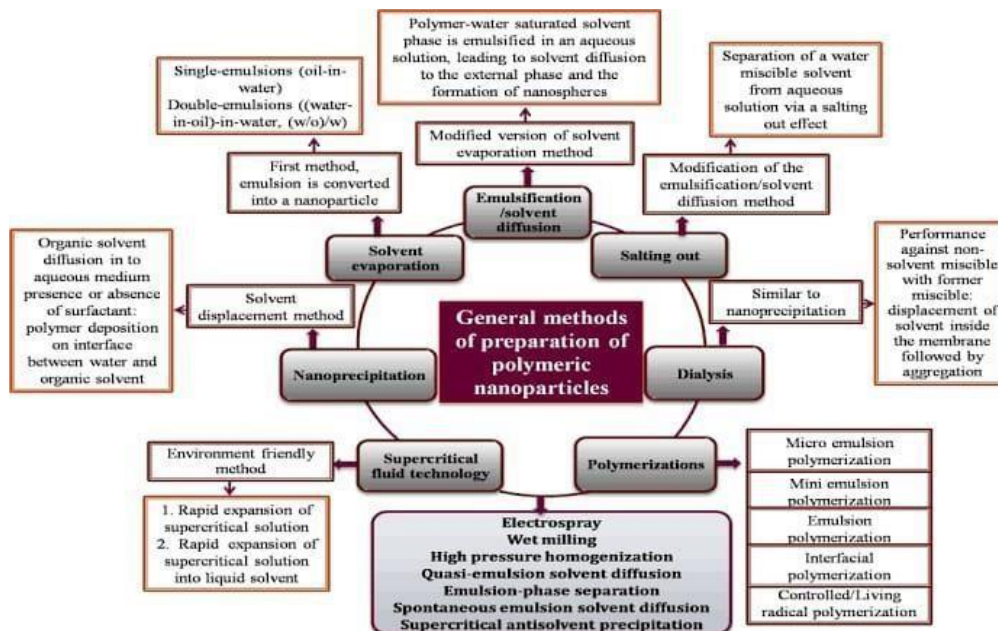 Polymer-water saturated solvent
phase is emulsified in an aqueous
solution, leading to solvent diffusion
to the external phase and the
formation of nanospheres
Separation of a water
miscible solvent
from aqueous
solution via a salting
out effect
Single-emulsions (oil-in-
water)
Double-emulsions ((water-
in-oil)-in-water, (w/o)/w)
Modified version of solvent
evaporation method
First method,
emulsion is converted
into a nanoparticle
Modification of the
emulsification/solvent
diffusion method
Emulsification
/solvent
diffusion
Solvent
evaporation
Salting out
Organic solvent
diffusion in to
aqueous medium
presence or absence
of surfactant:
polymer deposition
on interface
between water and
organic solvent
Solvent
displacement method
Performance
against non-
solvent miscible
with former
miscible:
displacement of
solvent inside
the membrane
followed by
aggregation
Similar to
nanoprecipitation
General methods
of preparation of
polymeric
nanoparticles
Nanoprecipitation
Dialysis
Environment friendly
method
Supercritical
fluid technology
Polymerizations
1. Rapid expansion of
supercritical solution
2. Rapid expansion of
supercritical solution
into liquid solvent
Micro emulsion
polymerization
Mini emulsion
polymerization
Emulsion
polymerization
Interfacial
polymerization
Controlled/Living
radical polymerization
Electrospray
Wet milling
High pressure homogenization
Quasi-emulsion solvent diffusion
Emulsion-phase separation
Spontaneous emulsion solvent diffusion
Supercritical antisolvent precipitation